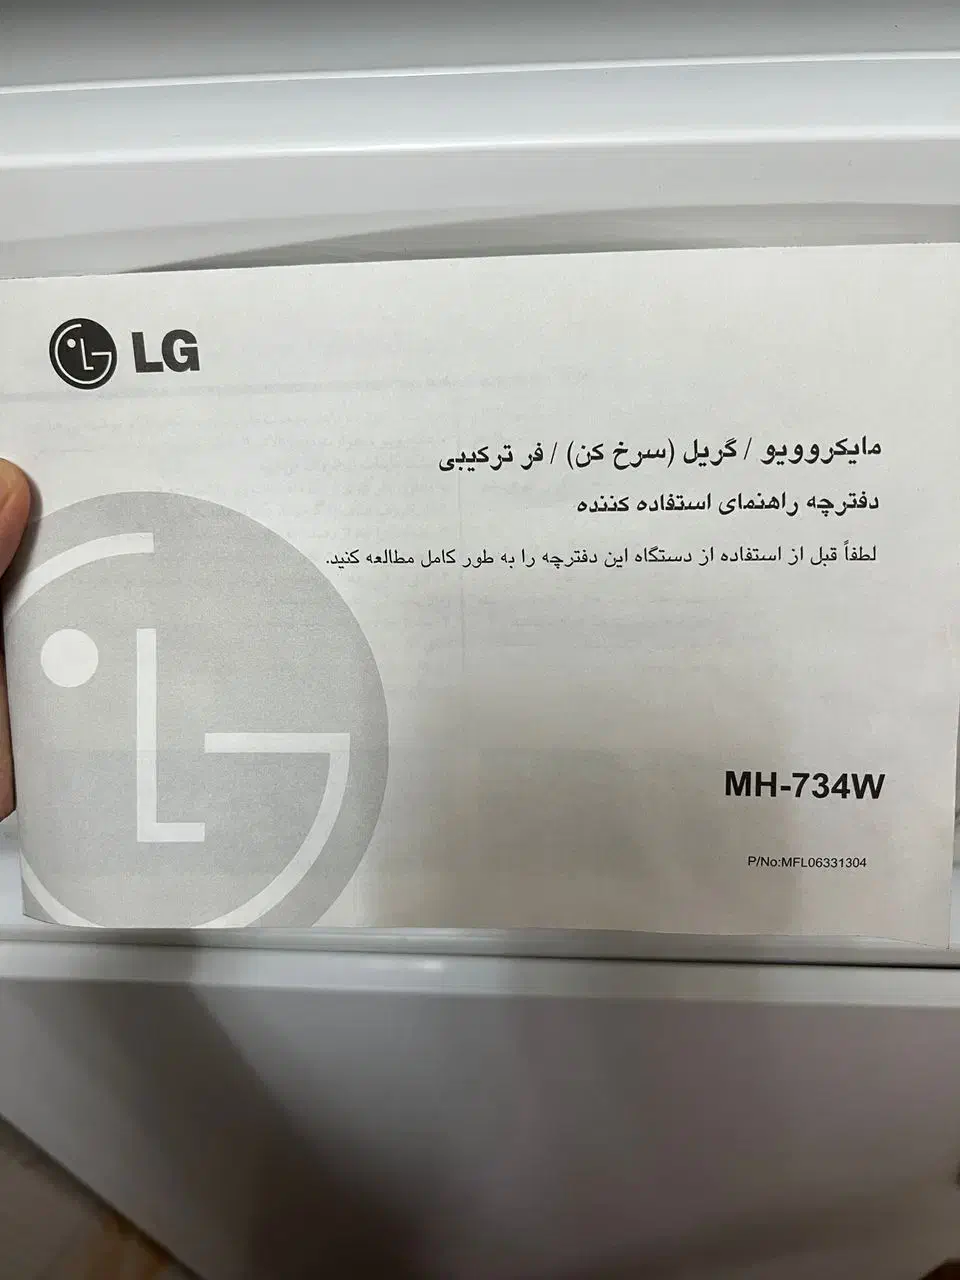 LG
مایکروویو / گریل (سرخ کن) / فر ترکیبی
دفترچه راهنمای استفاده کننده
لطفاً قبل از استفاده از دستگاه این دفترچه را به طور کامل مطالعه کنید.
MH-734W
P/No:MFL06331304